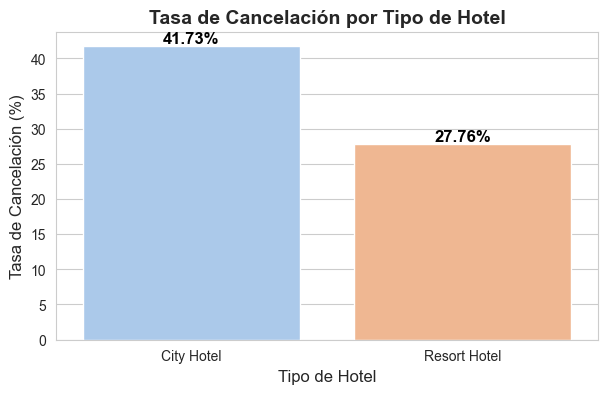 Tasa de Cancelación por Tipo de Hotel
41.73%
27.76%
Tasa de Cancelación (%)
40
35
30
25
20
15
10
5
0
City Hotel
Resort Hotel
Tipo de Hotel